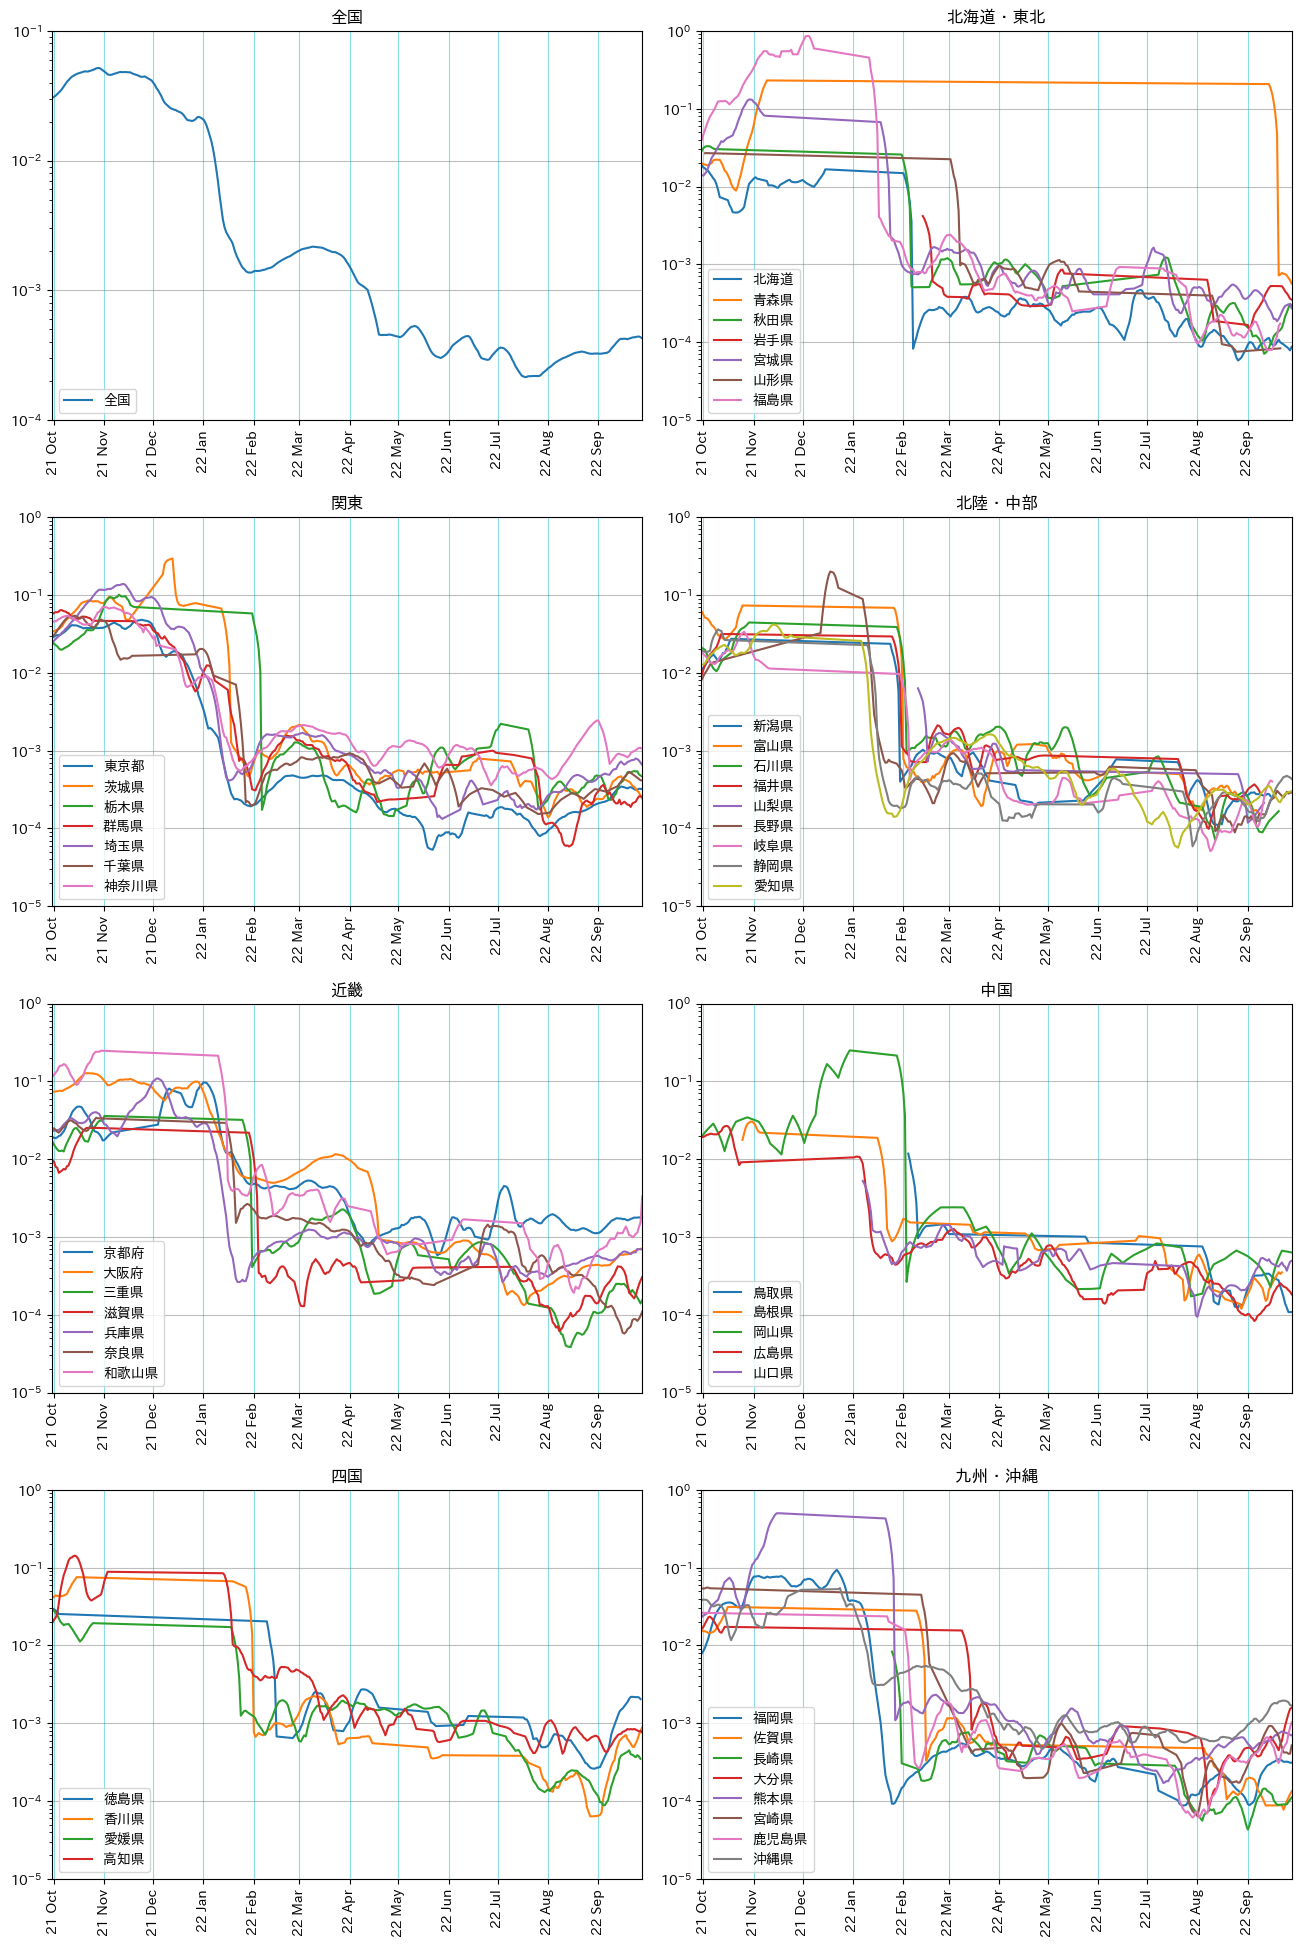 全国
10⁻¹
10⁻²
10⁻³
10⁻⁴
全国
21 Oct
21 Nov
21 Dec
22 Jan
22 Feb
22 Mar
22 Apr
22 May
22 Jun
22 Jul
22 Aug
22 Sep
北海道・東北
10⁰
10⁻¹
10⁻²
10⁻³
10⁻⁴
10⁻⁵
北海道
青森県
秋田県
岩手県
宮城県
山形県
福島県
21 Oct
21 Nov
21 Dec
22 Jan
22 Feb
22 Mar
22 Apr
22 May
22 Jun
22 Jul
22 Aug
22 Sep
関東
10⁰
10⁻¹
10⁻²
10⁻³
10⁻⁴
10⁻⁵
東京都
茨城県
栃木県
群馬県
埼玉県
千葉県
神奈川県
21 Oct
21 Nov
21 Dec
22 Jan
22 Feb
22 Mar
22 Apr
22 May
22 Jun
22 Jul
22 Aug
22 Sep
北陸・中部
10⁰
10⁻¹
10⁻²
10⁻³
10⁻⁴
10⁻⁵
新潟県
富山県
石川県
福井県
山梨県
長野県
岐阜県
静岡県
愛知県
21 Oct
21 Nov
21 Dec
22 Jan
22 Feb
22 Mar
22 Apr
22 May
22 Jun
22 Jul
22 Aug
22 Sep
近畿
10⁰
10⁻¹
10⁻²
10⁻³
10⁻⁴
10⁻⁵
京都府
大阪府
三重県
滋賀県
兵庫県
奈良県
和歌山県
21 Oct
21 Nov
21 Dec
22 Jan
22 Feb
22 Mar
22 Apr
22 May
22 Jun
22 Jul
22 Aug
22 Sep
中国
10⁰
10⁻¹
10⁻²
10⁻³
10⁻⁴
10⁻⁵
鳥取県
島根県
岡山県
広島県
山口県
21 Oct
21 Nov
21 Dec
22 Jan
22 Feb
22 Mar
22 Apr
22 May
22 Jun
22 Jul
22 Aug
22 Sep
四国
10⁰
10⁻¹
10⁻²
10⁻³
10⁻⁴
10⁻⁵
徳島県
香川県
愛媛県
高知県
21 Oct
21 Nov
21 Dec
22 Jan
22 Feb
22 Mar
22 Apr
22 May
22 Jun
22 Jul
22 Aug
22 Sep
九州・沖縄
10⁰
10⁻¹
10⁻²
10⁻³
10⁻⁴
10⁻⁵
福岡県
佐賀県
長崎県
大分県
熊本県
宮崎県
鹿児島県
沖縄県
21 Oct
21 Nov
21 Dec
22 Jan
22 Feb
22 Mar
22 Apr
22 May
22 Jun
22 Jul
22 Aug
22 Sep